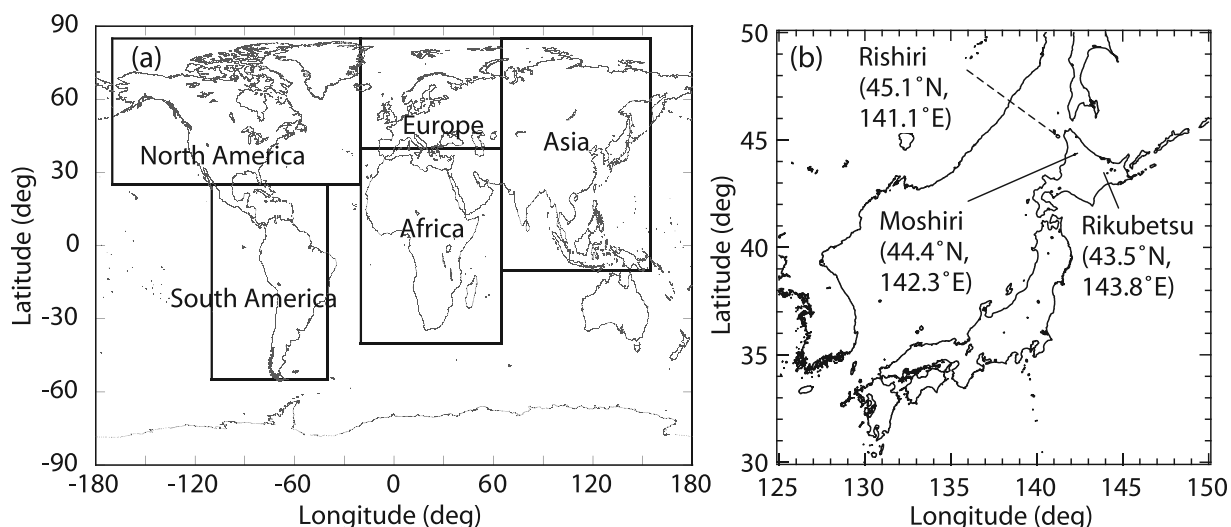 (a)
North America
Europe
Asia
Africa
South America
90
60
30
0
-30
-60
-90
Latitude (deg)
-180
-120
-60
0
60
120
180
Longitude (deg)
(b)
Rishiri
(45.1˚N,
141.1˚E)
Moshiri
(44.4˚N,
142.3˚E)
Rikubetsu
(43.5˚N,
143.8˚E)
50
45
40
35
30
Latitude (deg)
125
130
135
140
145
150
Longitude (deg)